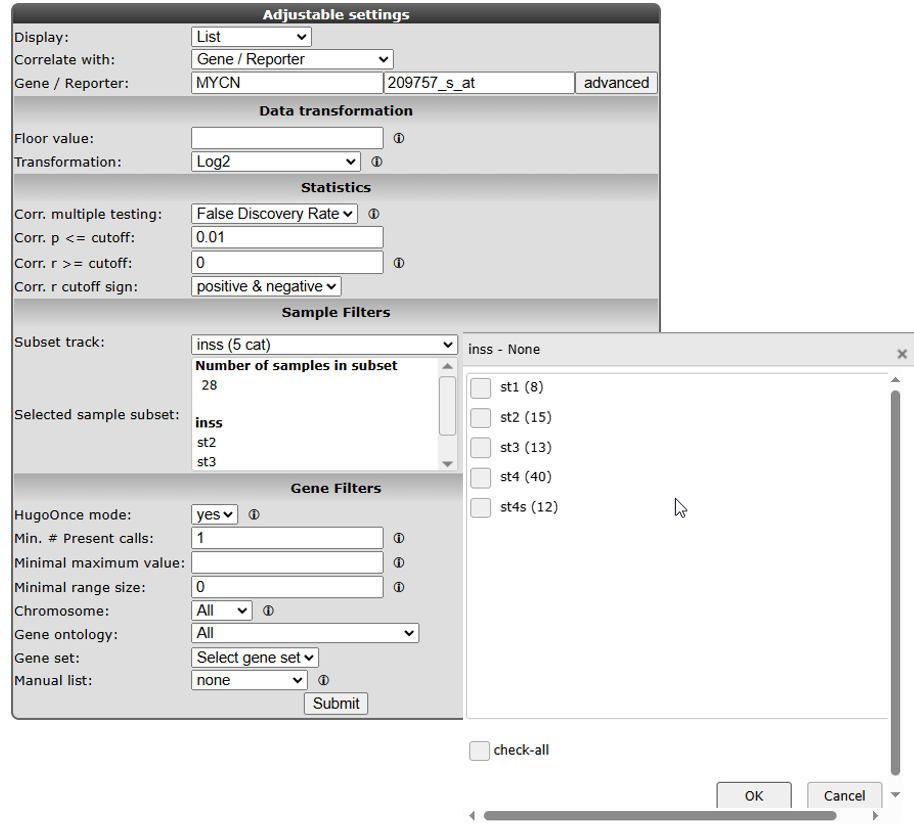 Adjustable settings
Display: List
Correlate with: Gene / Reporter
Gene / Reporter: MYCN 209757_s_at advanced
Data transformation
Floor value:
Transformation: Log2
Statistics
Corr. multiple testing: False Discovery Rate
Corr. p <= cutoff: 0.01
Corr. r >= cutoff: 0
Corr. r cutoff sign: positive & negative
Sample Filters
Subset track: inss (5 cat)
Selected sample subset:
Number of samples in subset
28
inss
st2
st3
Gene Filters
HugoOnce mode: yes
Min. # Present calls: 1
Minimal maximum value:
Minimal range size: 0
Chromosome: All
Gene ontology: All
Gene set: Select gene set
Manual list: none
Submit
inss - None
st1 (8)
st2 (15)
st3 (13)
st4 (40)
st4s (12)
check-all
OK Cancel